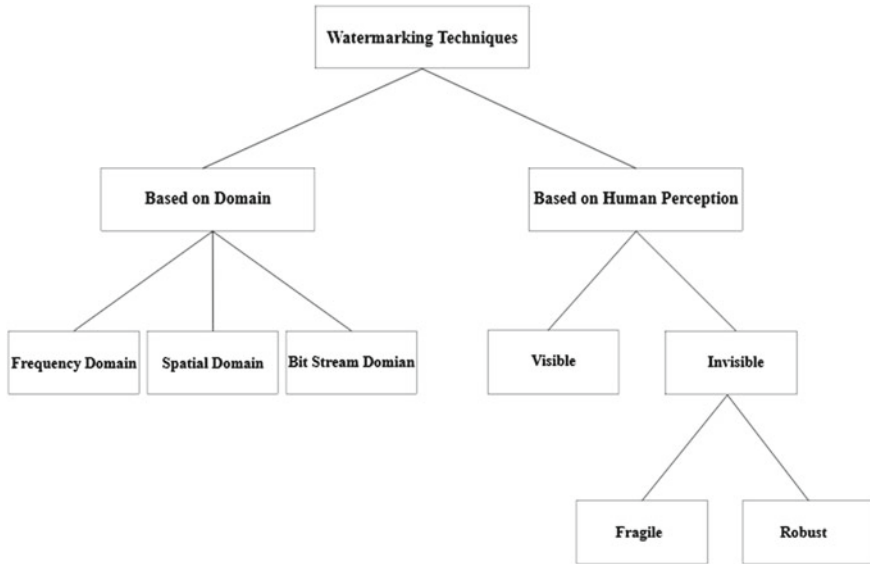 Watermarking Techniques
Based on Domain
Based on Human Perception
Frequency Domain
Spatial Domain
Bit Stream Domian
Visible
Invisible
Fragile
Robust